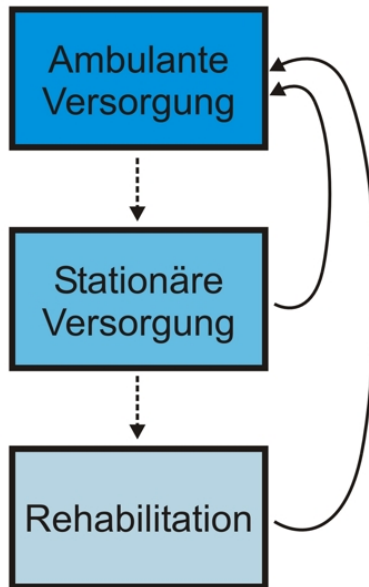 Ambulante
Versorgung
Stationäre
Versorgung
Rehabilitation